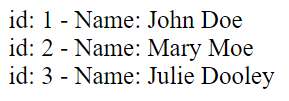 id: 1 - Name: John Doe
id: 2 - Name: Mary Moe
id: 3 - Name: Julie Dooley